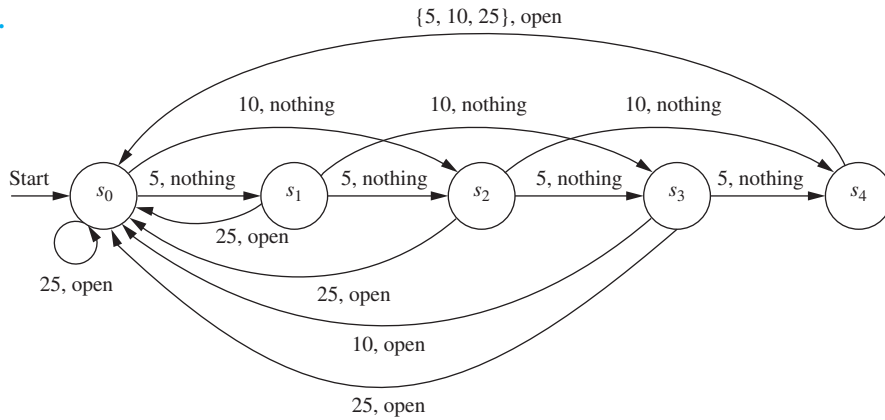 {5, 10, 25}, open
10, nothing
10, nothing
10, nothing
Start
5, nothing
5, nothing
5, nothing
5, nothing
s0
s1
s2
s3
s4
25, open
25, open
25, open
10, open
25, open